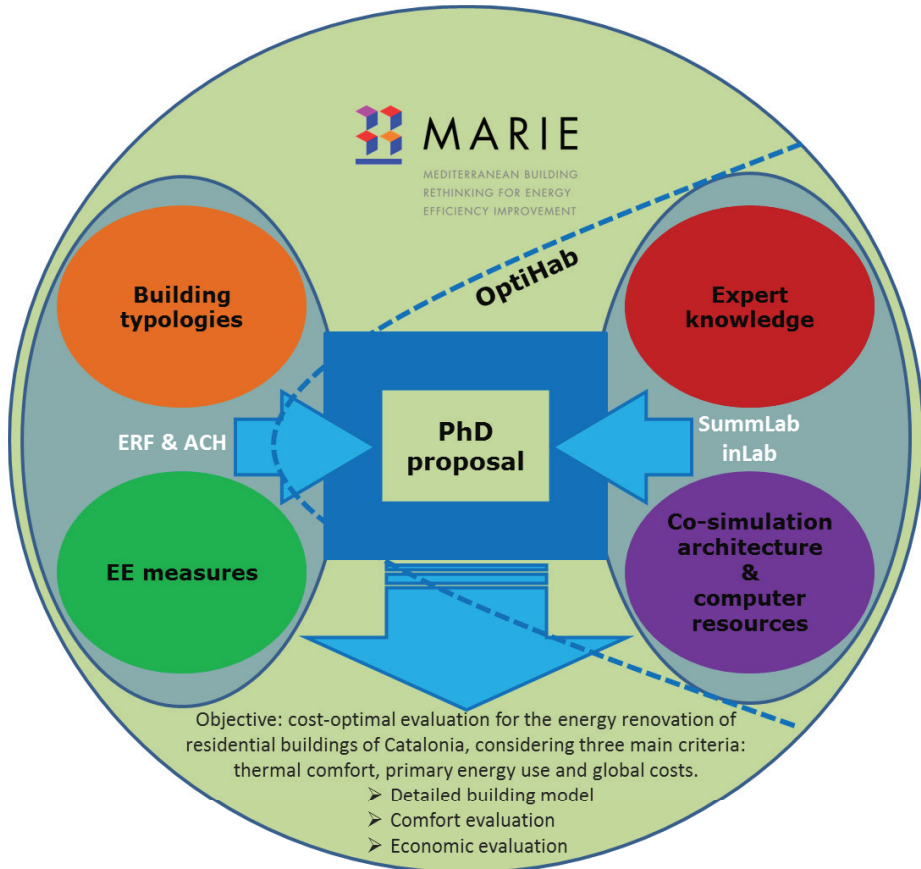 MARIE
MEDITERRANEAN BUILDING
RETHINKING FOR ENERGY
EFFICIENCY IMPROVEMENT
OptiHab
Building
typologies
Expert
knowledge
ERF & ACH
PhD
proposal
SummLab
inLab
EE measures
Co-simulation
architecture
&
computer
resources
Objective: cost-optimal evaluation for the energy renovation of
residential buildings of Catalonia, considering three main criteria:
thermal comfort, primary energy use and global costs.
➢ Detailed building model
➢ Comfort evaluation
➢ Economic evaluation